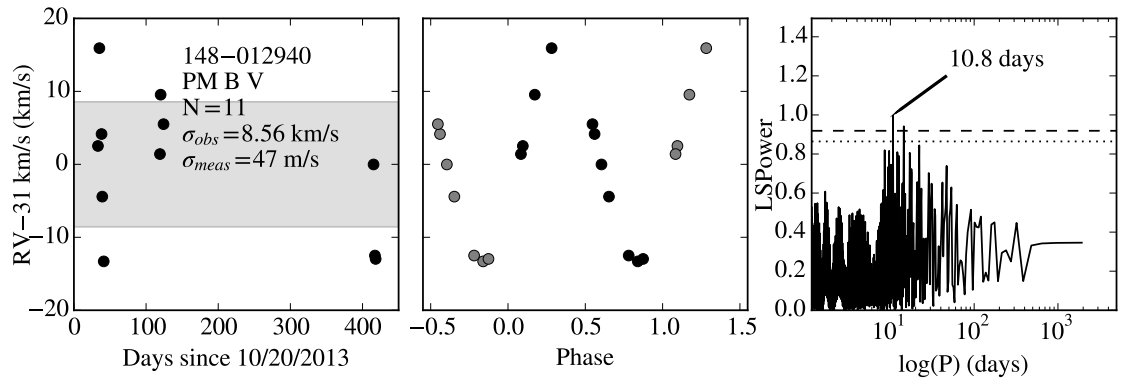 RV−31 km/s (km/s)
20
10
0
−10
−20
148−012940
PM B V
N=11
σobs=8.56 km/s
σmeas=47 m/s
0 100 200 300 400
Days since 10/20/2013
−0.5 0.0 0.5 1.0 1.5
Phase
LSPower
1.4
1.2
1.0
0.8
0.6
0.4
0.2
0.0
10.8 days
10¹ 10² 10³
log(P) (days)